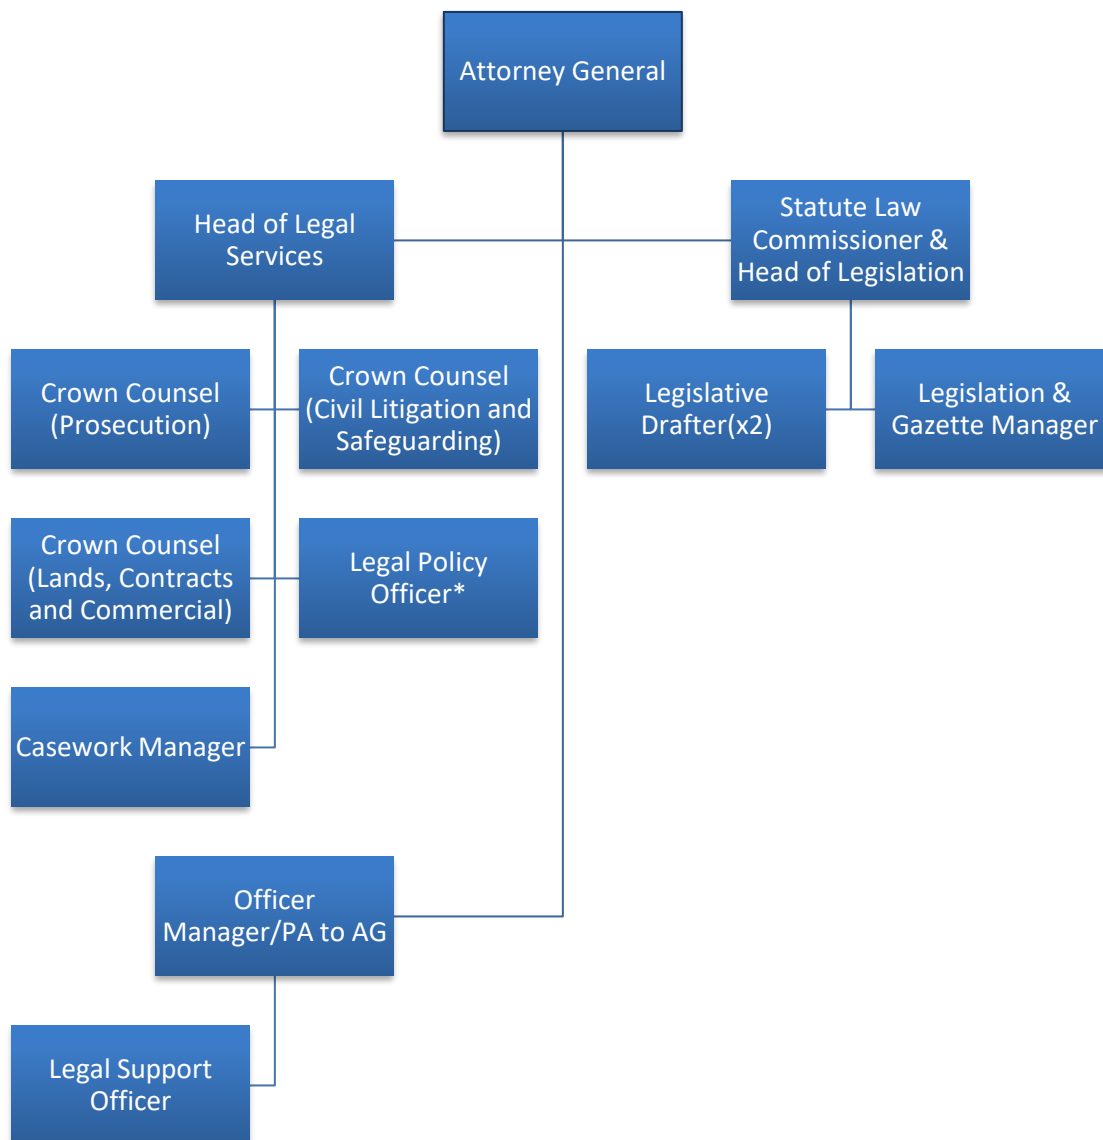 Attorney General
Head of Legal
Services
Statute Law
Commissioner &
Head of Legislation
Crown Counsel
(Prosecution)
Crown Counsel
(Civil Litigation and
Safeguarding)
Legislative
Drafter(x2)
Legislation &
Gazette Manager
Crown Counsel
(Lands, Contracts
and Commercial)
Legal Policy
Officer*
Casework Manager
Officer
Manager/PA to AG
Legal Support
Officer